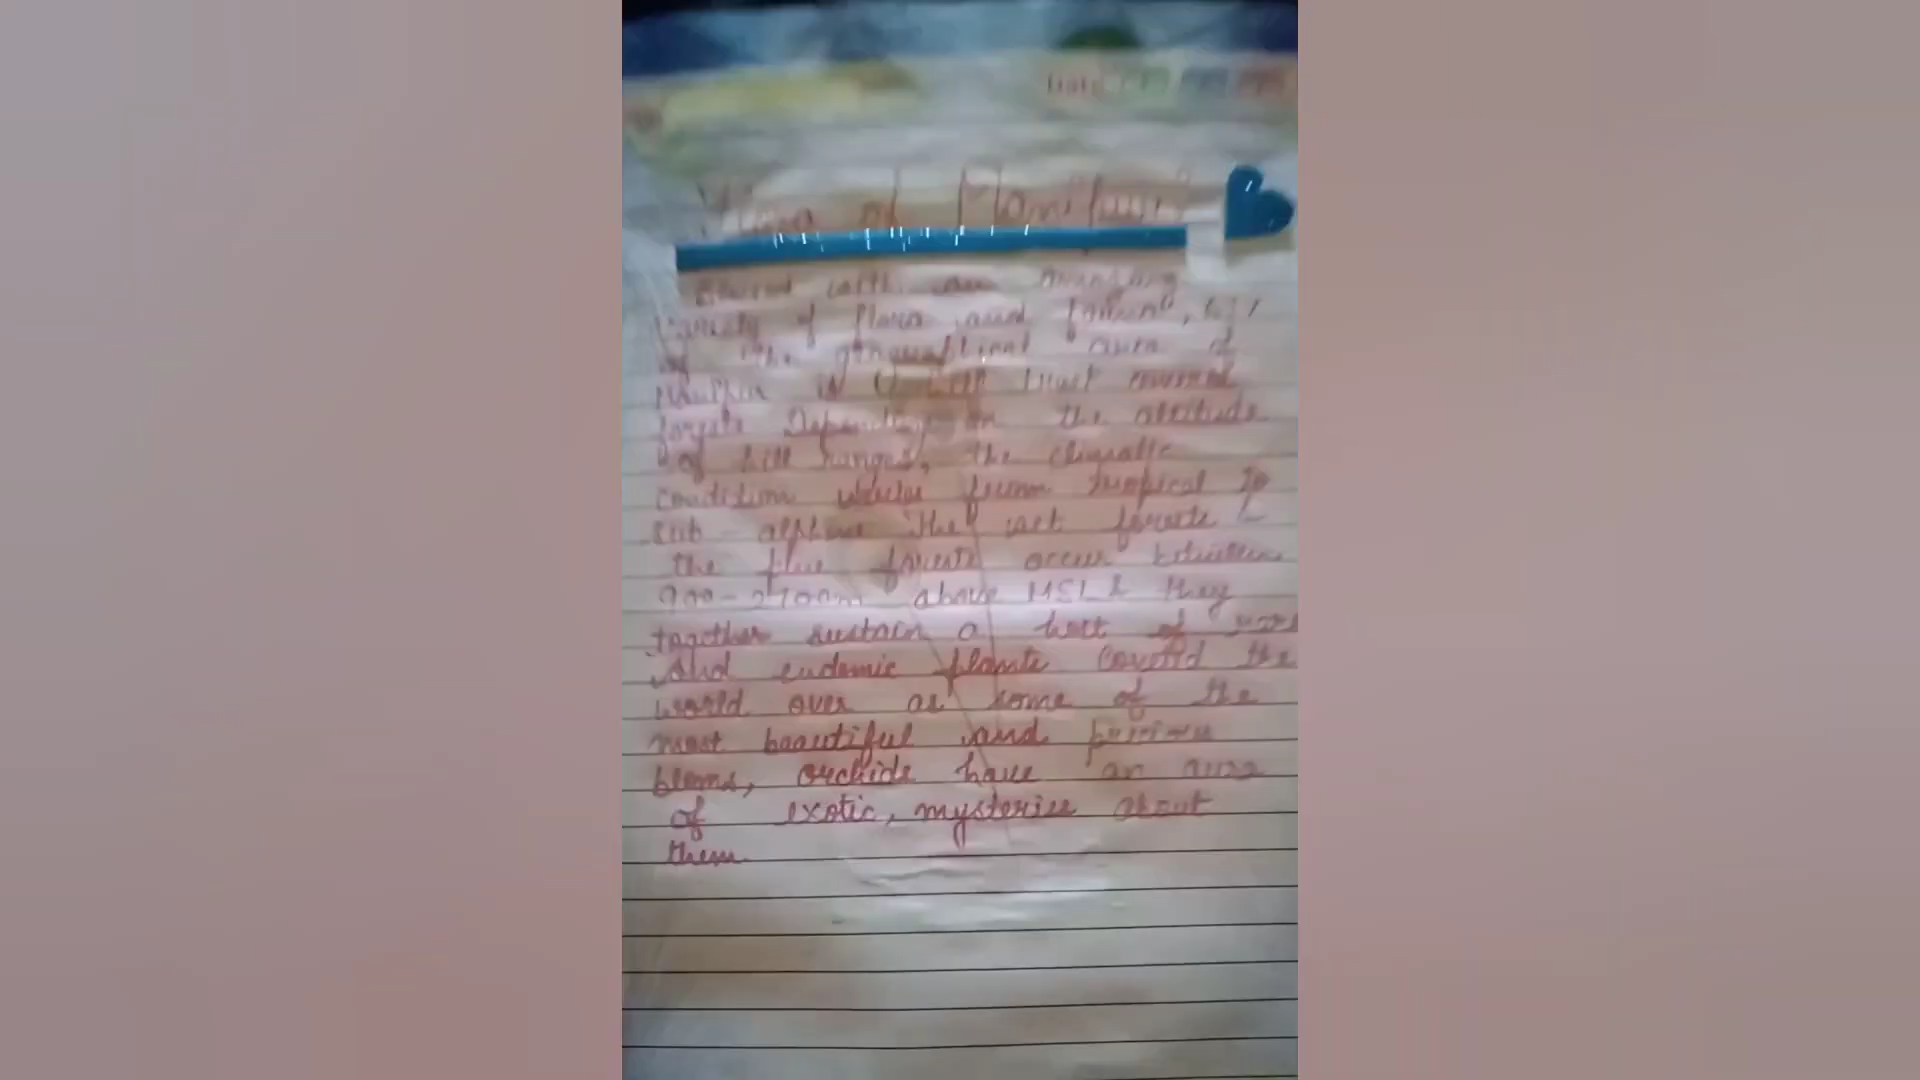 Date
Flora of Manipur
with an amazing
variety of flora and fauna, 67%
of the geographical area of
Manipur is hill tract covered
forests Depending on the altitude
of hill ranges, the climatic
condition from tropical to
sub - alphine The wet forests
the pine forests occur between
900-2700m above MSL & they
together sustain a host of rare
And endemic plants Coverd the
world over as some of the
most beautiful and
blooms, orchids have an aura
of exotic, mysteries about
them